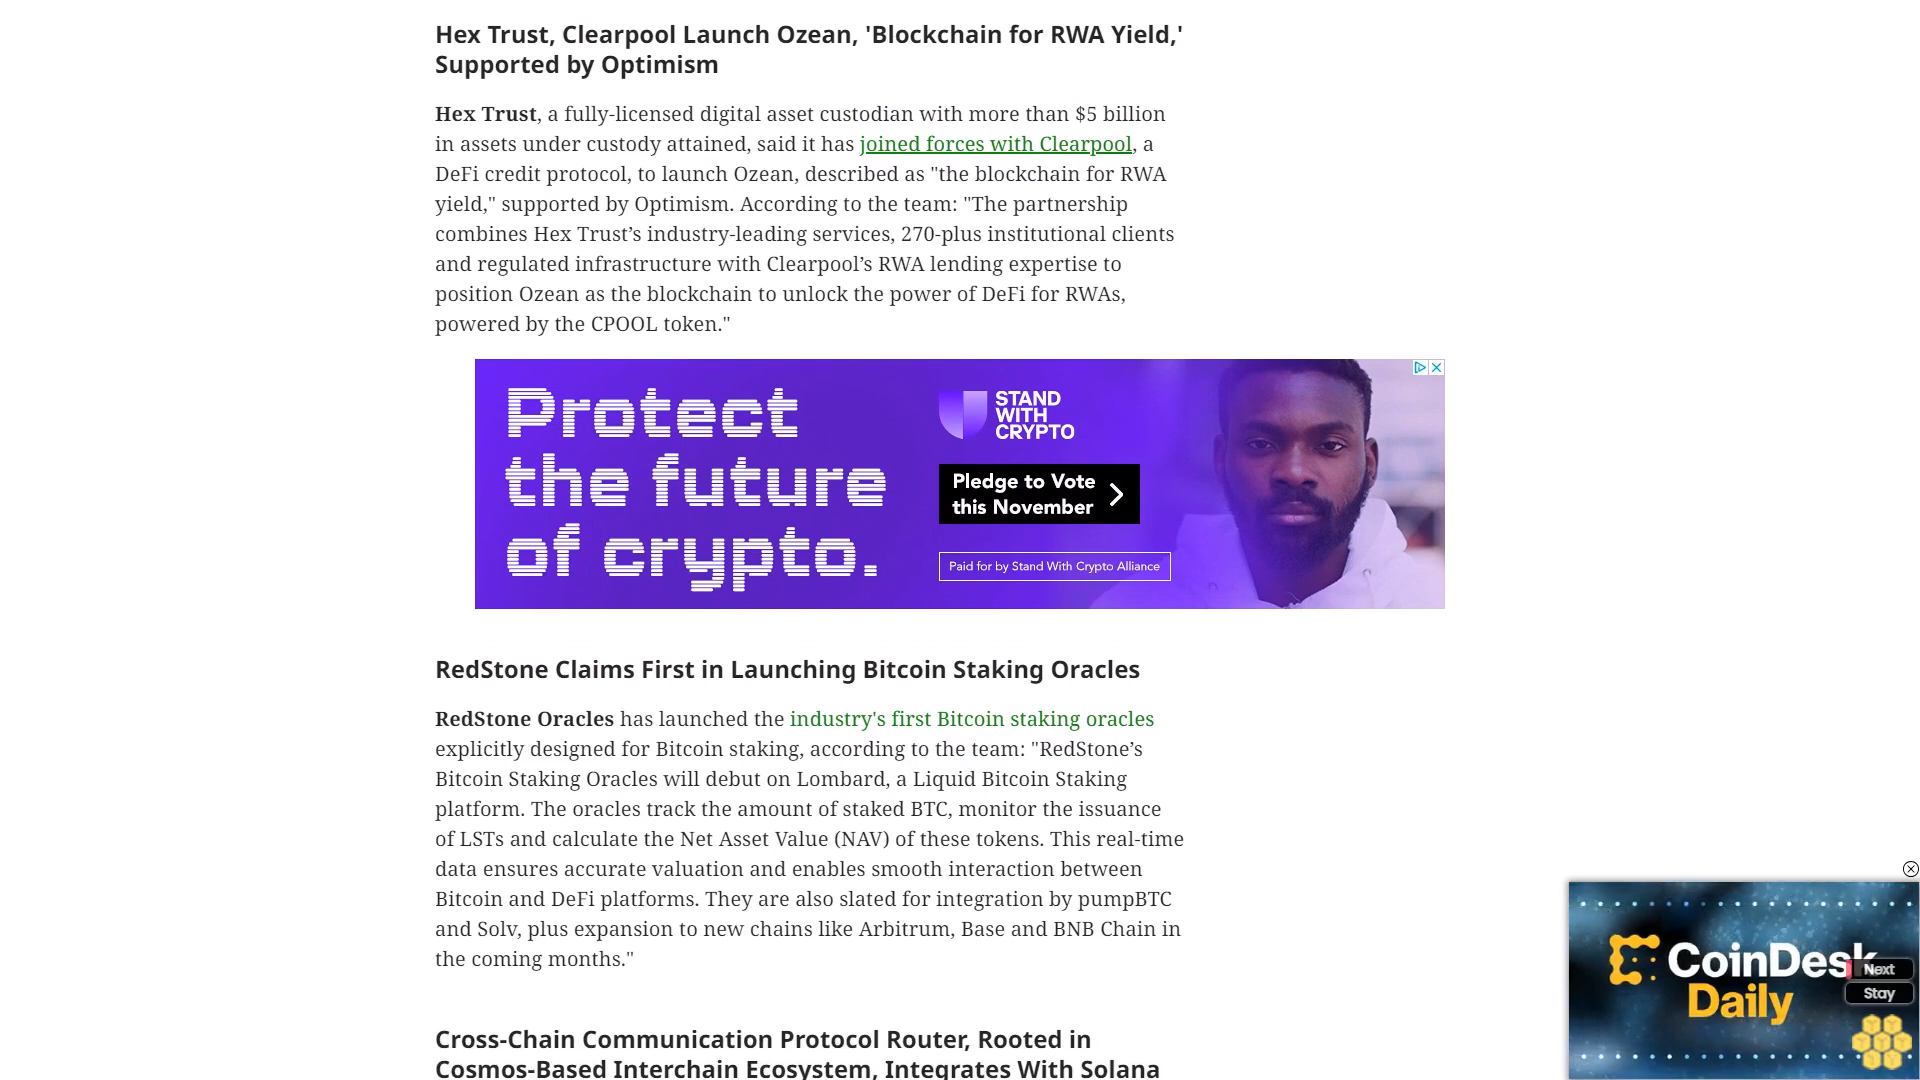 Hex Trust, Clearpool Launch Ozean, 'Blockchain for RWA Yield,'
Supported by Optimism
Hex Trust, a fully-licensed digital asset custodian with more than $5 billion
in assets under custody attained, said it has joined forces with Clearpool, a
DeFi credit protocol, to launch Ozean, described as "the blockchain for RWA
yield," supported by Optimism. According to the team: "The partnership
combines Hex Trust’s industry-leading services, 270-plus institutional clients
and regulated infrastructure with Clearpool’s RWA lending expertise to
position Ozean as the blockchain to unlock the power of DeFi for RWAs,
powered by the CPOOL token."
Protect
the future
of crypto.
STAND
WITH
CRYPTO
Pledge to Vote
this November
Paid for by Stand With Crypto Alliance
RedStone Claims First in Launching Bitcoin Staking Oracles
RedStone Oracles has launched the industry's first Bitcoin staking oracles
explicitly designed for Bitcoin staking, according to the team: "RedStone’s
Bitcoin Staking Oracles will debut on Lombard, a Liquid Bitcoin Staking
platform. The oracles track the amount of staked BTC, monitor the issuance
of LSTs and calculate the Net Asset Value (NAV) of these tokens. This real-time
data ensures accurate valuation and enables smooth interaction between
Bitcoin and DeFi platforms. They are also slated for integration by pumpBTC
and Solv, plus expansion to new chains like Arbitrum, Base and BNB Chain in
the coming months."
Cross-Chain Communication Protocol Router, Rooted in
Cosmos-Based Interchain Ecosystem, Integrates With Solana
CoinDesk
Daily
Next
Stay